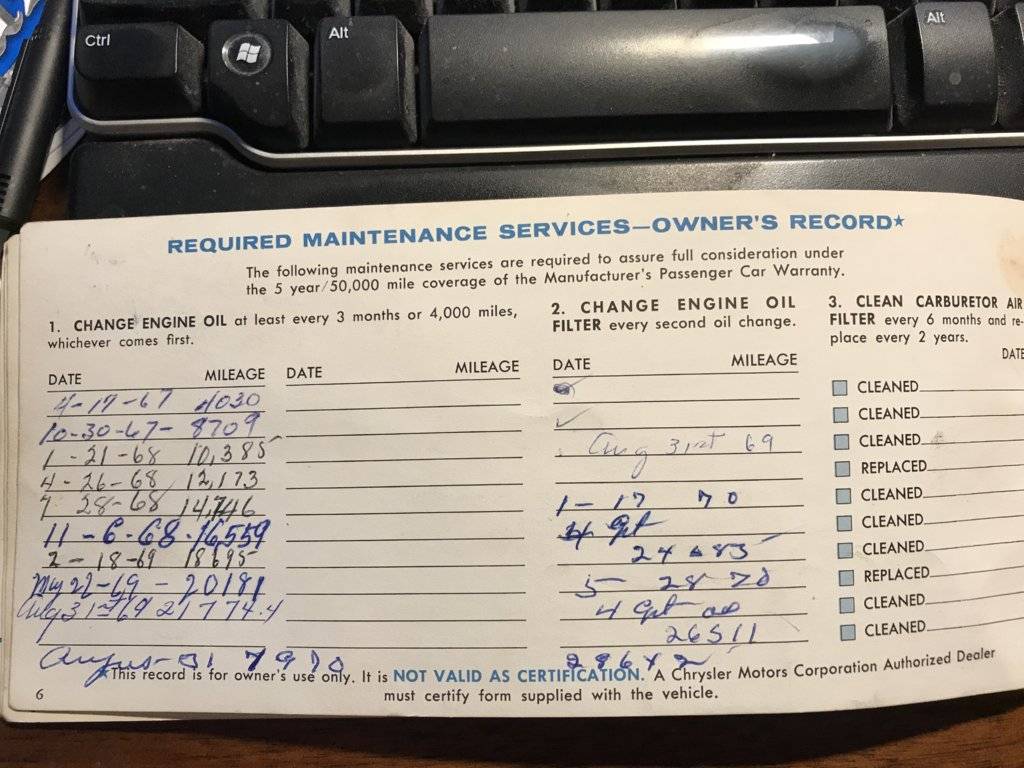 Ctrl
Alt
Alt
REQUIRED MAINTENANCE SERVICES—OWNER'S RECORD★
The following maintenance services are required to assure full consideration under
the 5 year/50,000 mile coverage of the Manufacturer's Passenger Car Warranty.
1. CHANGE ENGINE OIL at least every 3 months or 4,000 miles,
whichever comes first.
DATE MILEAGE
4-17-67 4030
10-30-67- 8709
1-21-68 10,385
4-26-68 12,173
7 28-68 14,746
11-6-68-16,559
2-18-69 18695
May 22-69-20181
Aug 31st 69 21774.4
DATE MILEAGE
2. CHANGE ENGINE OIL
FILTER every second oil change.
DATE MILEAGE
Aug 31st 69
1-17 70
4 Qt
5- 28 70
4 Qt
26511
3. CLEAN CARBURETOR AIR
FILTER every 6 months and re-
place every 2 years.
DATE
CLEANED
CLEANED
CLEANED
REPLACED
CLEANED
CLEANED
CLEANED
REPLACED
CLEANED
CLEANED
★This record is for owner's use only. It is NOT VALID AS CERTIFICATION. A Chrysler Motors Corporation Authorized Dealer
must certify form supplied with the vehicle.
6